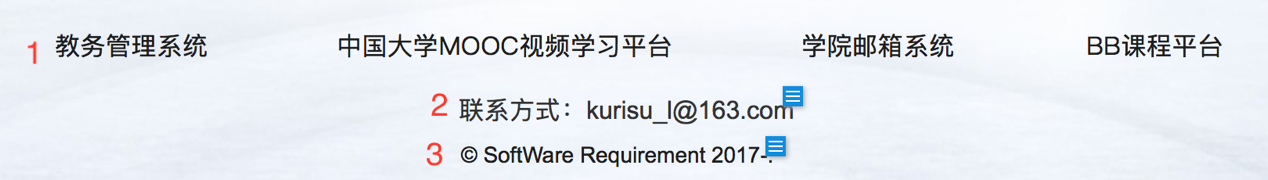 1 教务管理系统 中国大学MOOC视频学习平台 学院邮箱系统 BB课程平台
2 联系方式：kurisu_l@163.com
3 © SoftWare Requirement 2017-.